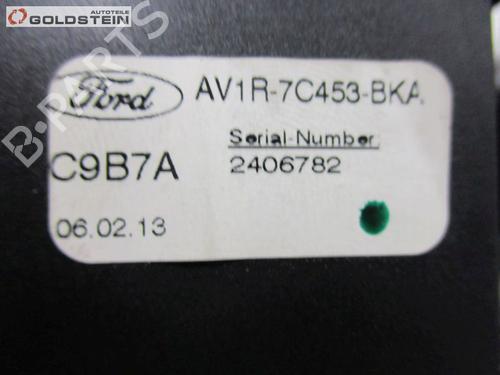 Autoteile
GOLDSTEIN
Ford
AV1R-7C453-BKA
Serial-Number
C9B7A
2406782
06.02.13
B-PARTS